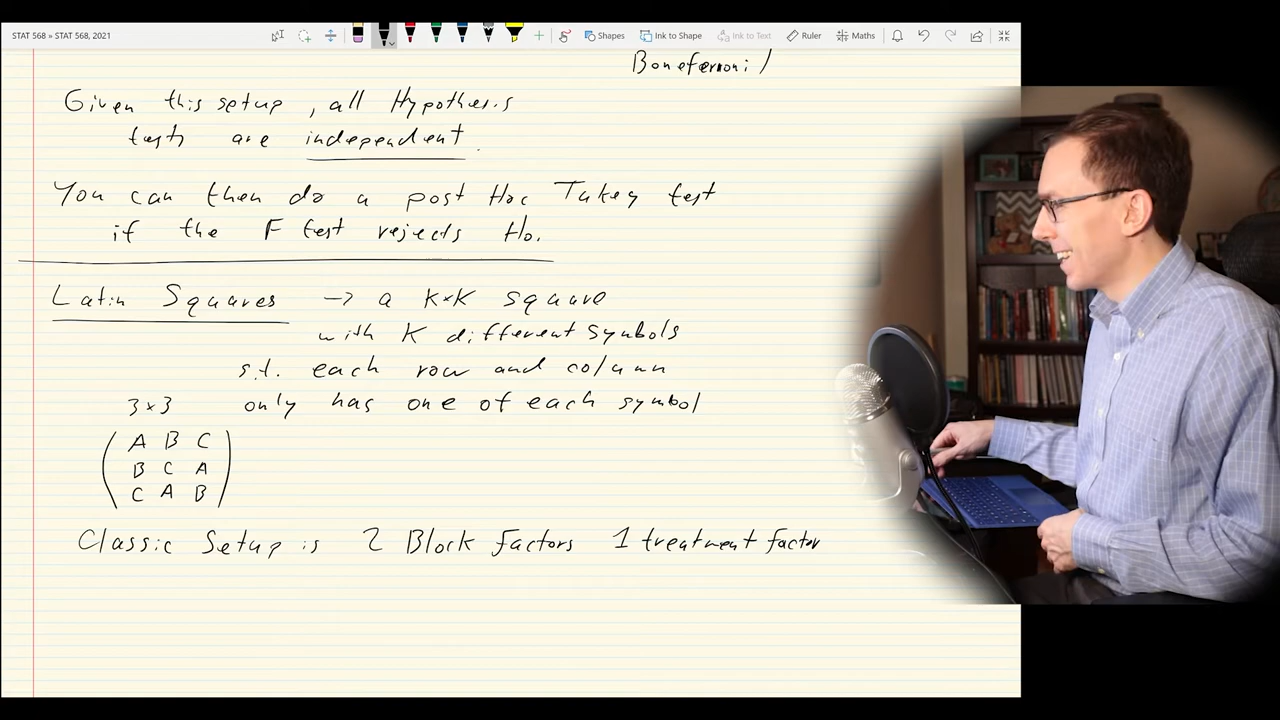 STAT 568 » STAT 568, 2021
Shapes
Ink to Shape
Ink to Text
Ruler
Maths
Boneferroni
Given this setup, all Hypothesis
tests are independent.
You can then do a post Hoc Tukey test
if the F test rejects Ho.
Latin Squares → a K×K square
with K different symbols
s.t. each row and column
3×3 only has one of each symbol
A B C
B C A
C A B
Classic Setup is 2 Block Factors 1 treatment factor